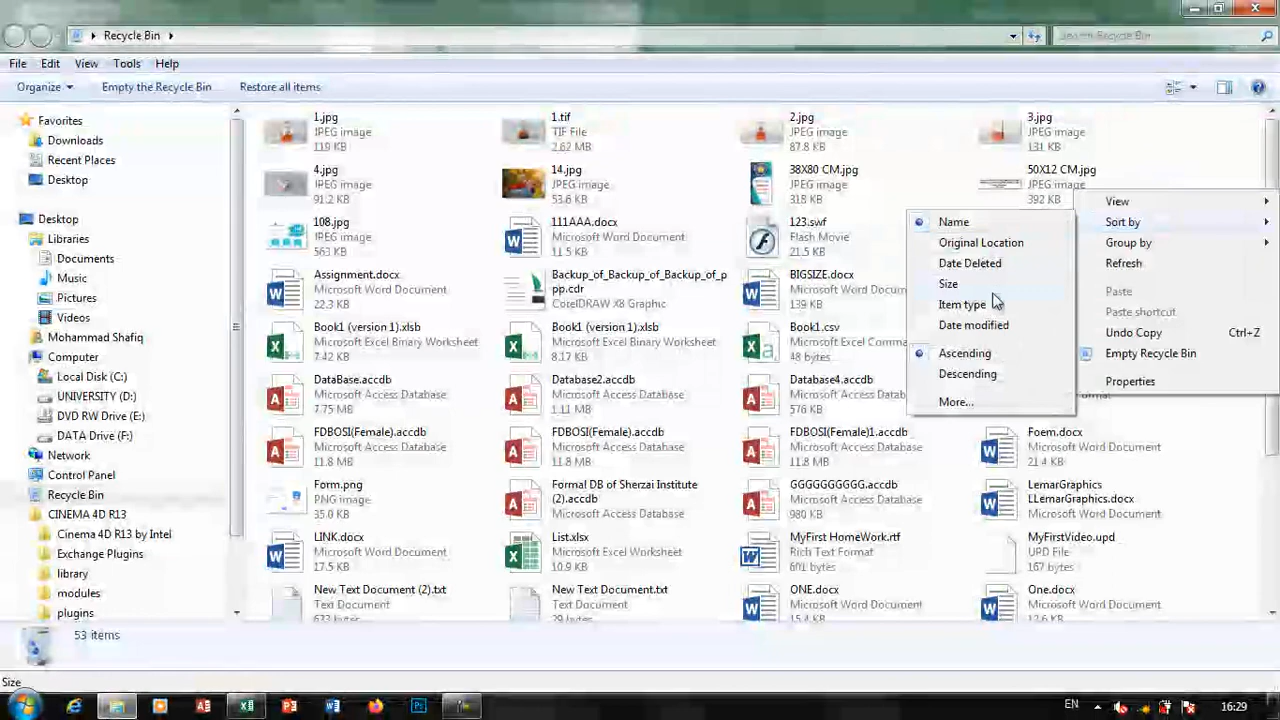 Recycle Bin
Search Recycle Bin
File Edit View Tools Help
Organize Empty the Recycle Bin Restore all items
Favorites
Downloads
Recent Places
Desktop
Desktop
Libraries
Documents
Music
Pictures
Videos
Mohammad Shafiq
Computer
Local Disk (C:)
UNIVERSITY (D:)
DVD RW Drive (E:)
DATA Drive (F:)
Network
Control Panel
Recycle Bin
CINEMA 4D R13
Cinema 4D R13 by Intel
Exchange Plugins
library
modules
plugins
1.jpg
JPEG image
119 KB
1.tif
TIF File
2.62 MB
2.jpg
JPEG image
87.8 KB
3.jpg
JPEG image
131 KB
4.jpg
JPEG image
91.2 KB
14.jpg
JPEG image
53.6 KB
38X80 CM.jpg
JPEG image
318 KB
50X12 CM.jpg
JPEG image
392 KB
108.jpg
JPEG image
112 KB
111AAA.docx
Microsoft Word Document
11.4 KB
123.swf
Flash Movie
21.5 KB
Assignment.docx
Microsoft Word Document
22.3 KB
Backup_of_Backup_of_Backup_of_p
pp.cdr
CorelDRAW X8 Graphic
BIGSIZE.docx
Microsoft Word
139 KB
Book1 (version 1).xlsb
Microsoft Excel Binary Worksheet
7.42 KB
Book1 (version 1).xlsb
Microsoft Excel Binary Worksheet
8.17 KB
Book1.csv
Microsoft Excel Comma
48 bytes
DataBase.accdb
Microsoft Access Database
7.75 MB
Database2.accdb
Microsoft Access Database
1.11 MB
Database4.accdb
Microsoft Access Database
576 KB
FDBOSI(Female).accdb
Microsoft Access Database
11.8 MB
FDBOSI(Female).accdb
Microsoft Access Database
11.8 MB
FDBOSI(Female)1.accdb
Microsoft Access Database
11.8 MB
Foem.docx
Microsoft Word Document
21.4 KB
Form.png
PNG image
35.0 KB
Formal DB of Sherzai Institute
(2).accdb
Microsoft Access Database
GGGGGGGGG.accdb
Microsoft Access Database
980 KB
LemarGraphics
LLemarGraphics.docx
Microsoft Word Document
LINK.docx
Microsoft Word Document
17.5 KB
List.xlsx
Microsoft Excel Worksheet
10.9 KB
MyFirst HomeWork.rtf
Rich Text Format
601 bytes
MyFirstVideo.upd
UPD File
167 bytes
New Text Document (2).txt
Text Document
New Text Document.txt
Text Document
29 bytes
ONE.docx
Microsoft Word Document
15.4 KB
One.docx
Microsoft Word Document
12.6 KB
Name
Original Location
Date Deleted
Size
Item type
Date modified
Ascending
Descending
More...
View
Sort by
Group by
Refresh
Paste
Paste shortcut
Undo Copy Ctrl+Z
Empty Recycle Bin
Properties
53 items
Size
EN 16:29